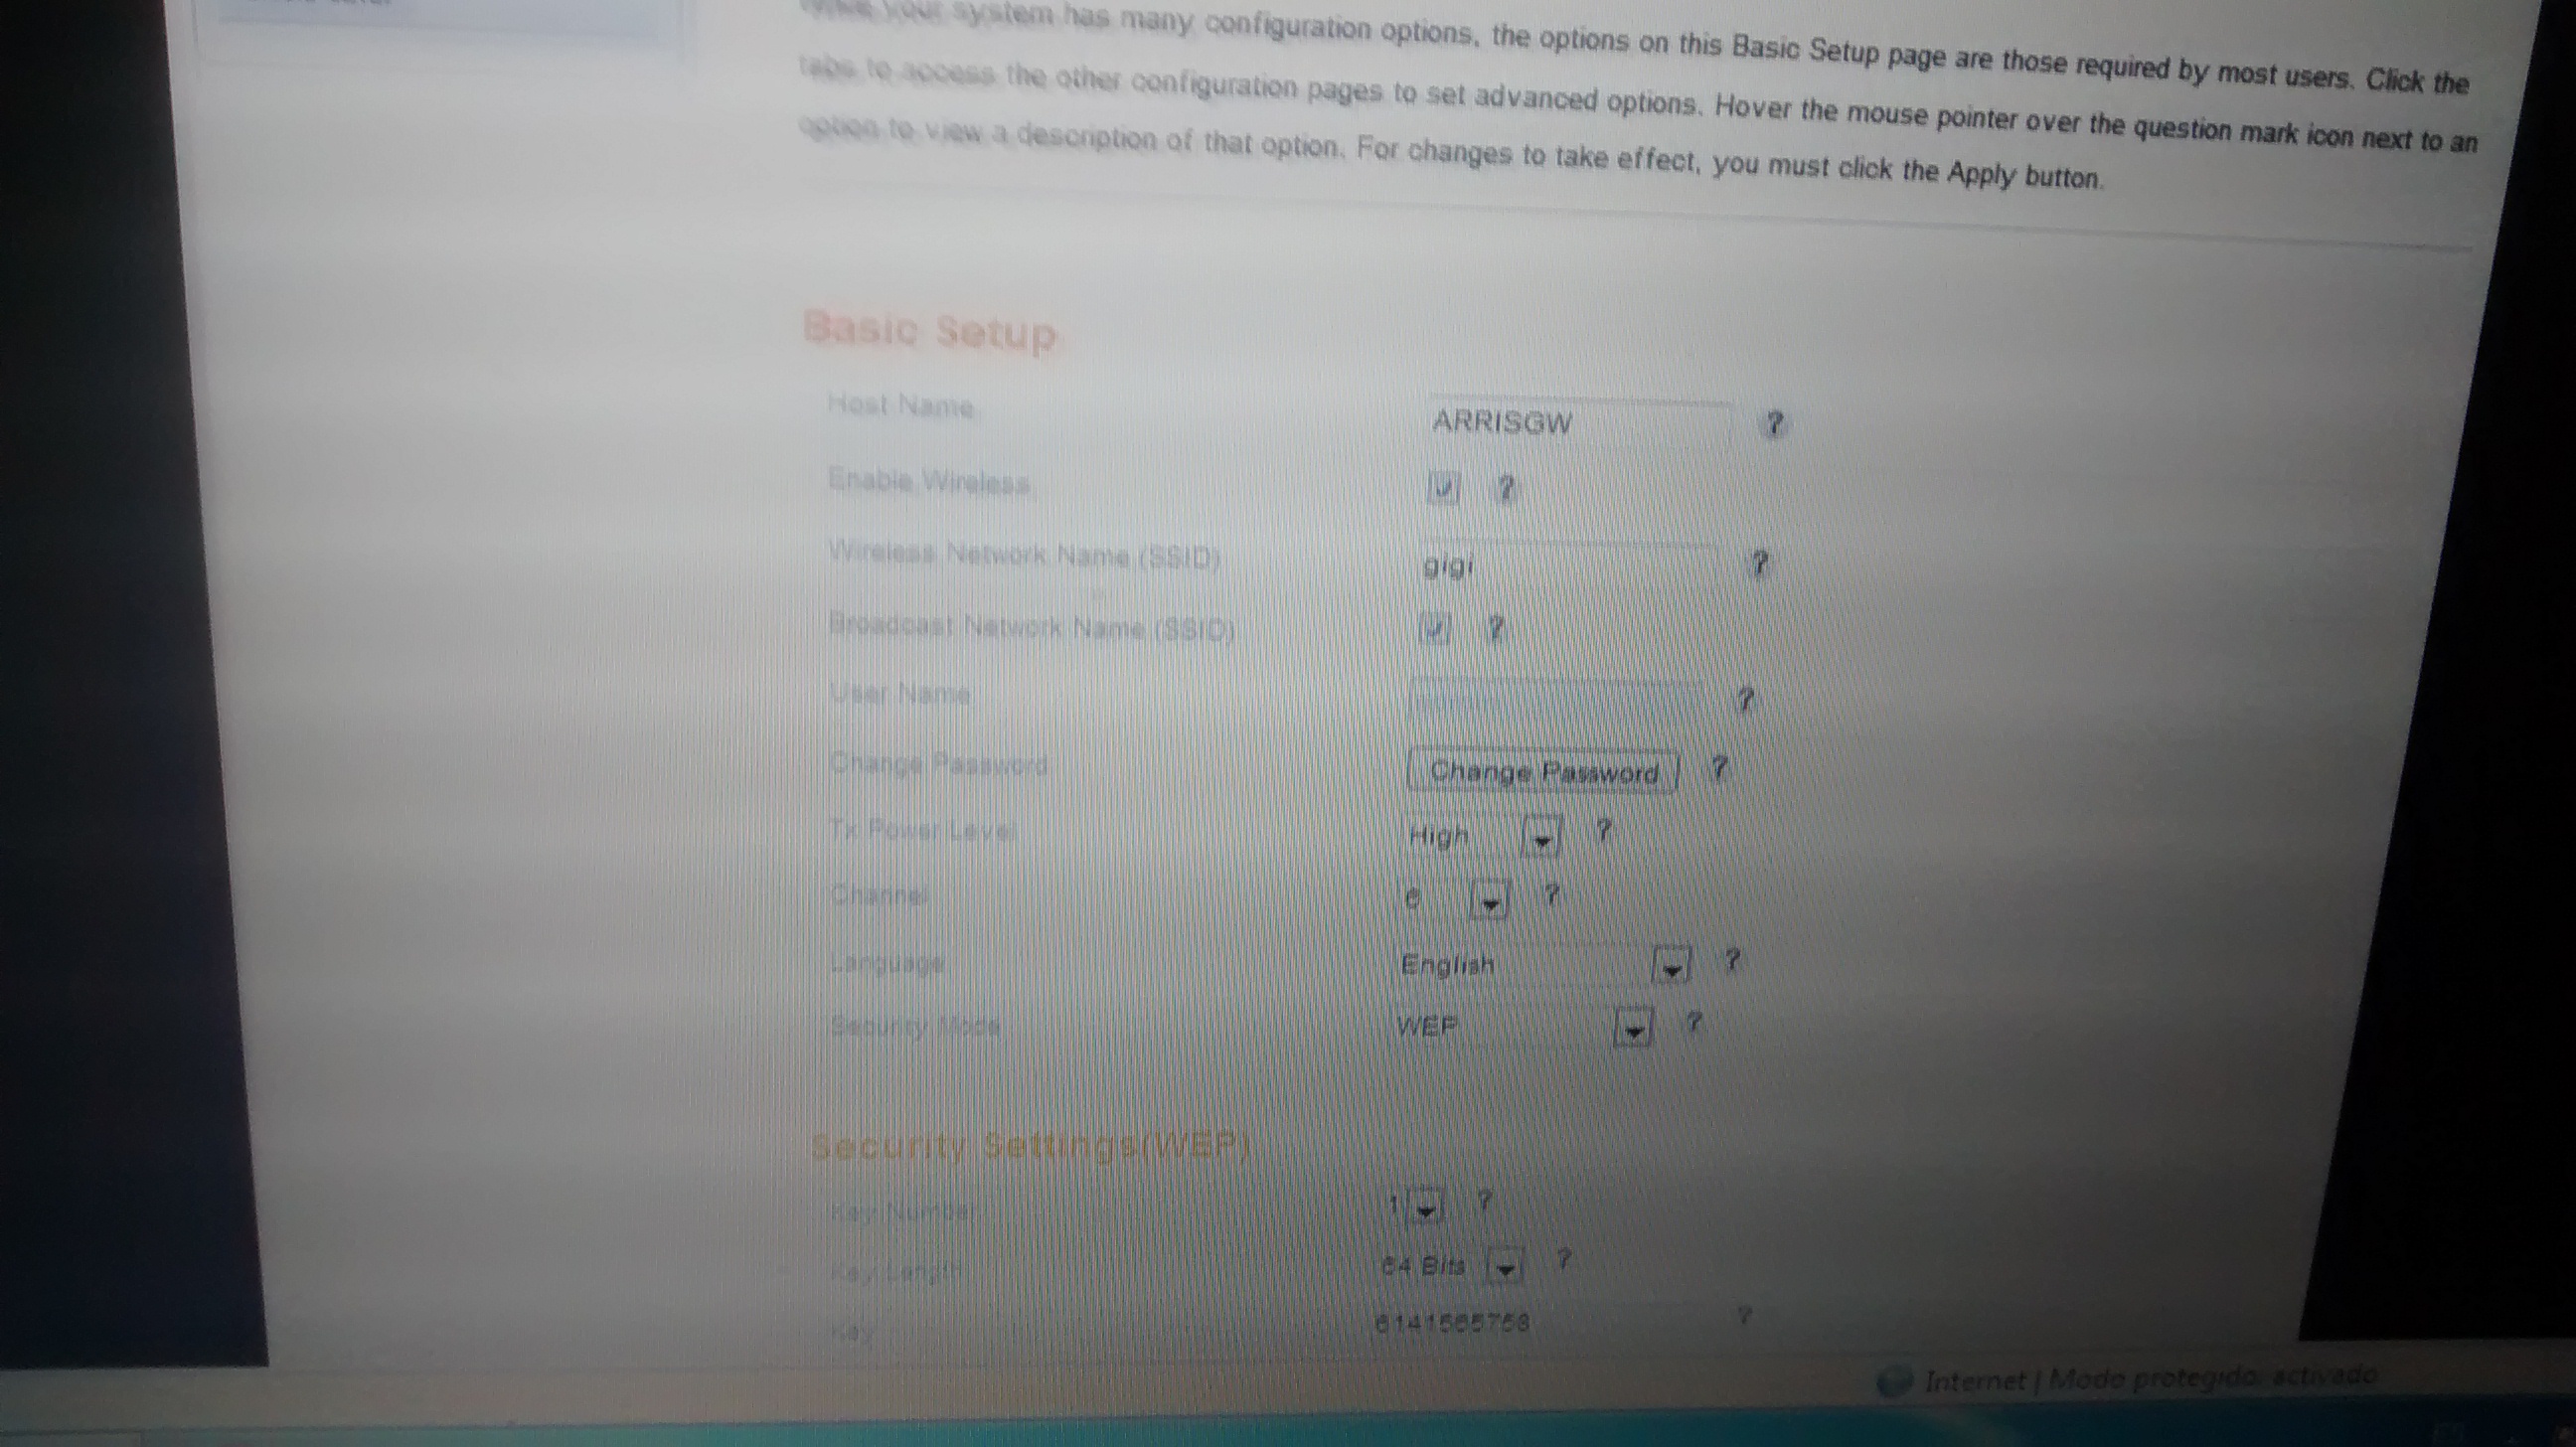 your system has many configuration options, the options on this Basic Setup page are those required by most users. Click the
tabs to access the other configuration pages to set advanced options. Hover the mouse pointer over the question mark icon next to an
option to view a description of that option. For changes to take effect, you must click the Apply button.
Basic Setup
Host Name ARRISGW ?
Enable Wireless ?
Wireless Network Name (SSID) gigi ?
Broadcast Network Name (SSID) ?
User Name ?
Change Password Change Password ?
Tx Power Level High ?
Channel ?
Language English ?
Security Mode WEP ?
Security Settings(WEP)
Key Number 1 ?
Key Length 64 Bits ?
Key ?
Internet | Modo protegido: activado